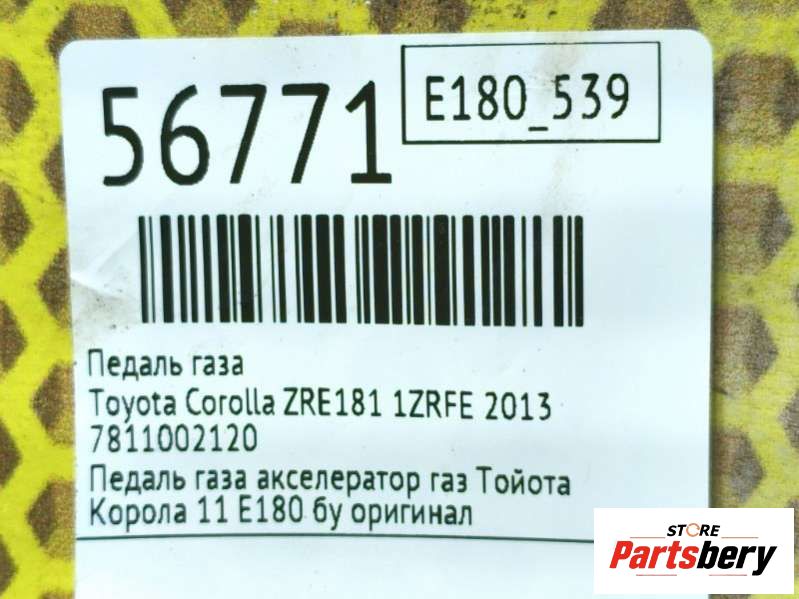 56771
E180_539
Педаль газа
Toyota Corolla ZRE181 1ZRFE 2013
7811002120
Педаль газа акселератор газ Тойота
Корола 11 Е180 бу оригинал
STORE
Partsbery